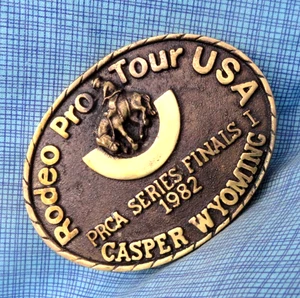 Rodeo Pro Tour USA
PRCA SERIES FINALS I
1982
CASPER WYOMING